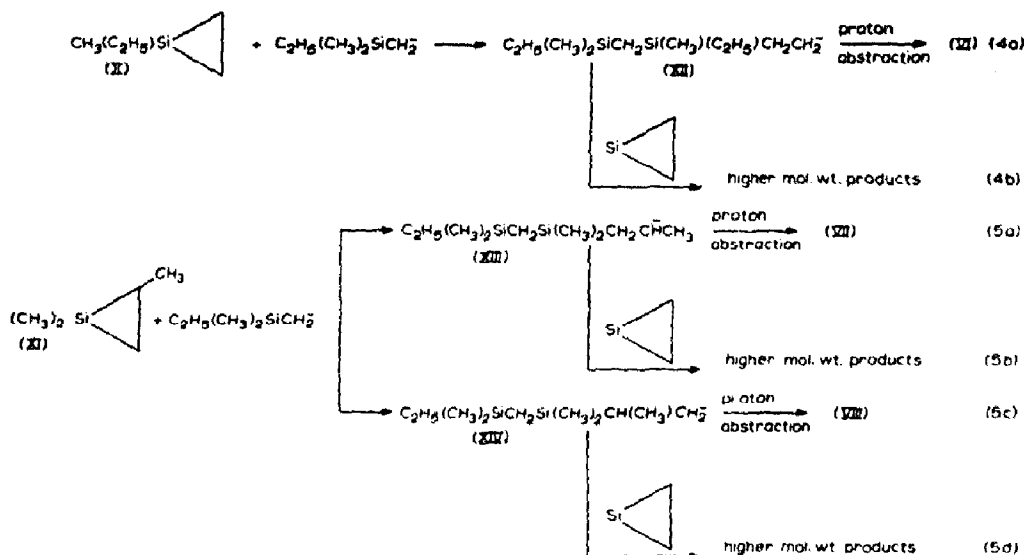 CH₃(C₂H₅)Si + C₂H₅(CH₃)₂SiCH₂⁻ → C₂H₅(CH₃)₂SiCH₂Si(CH₃)(C₂H₅)CH₂CH₂⁻ proton abstraction (VI) (4a)
(X) (XII)
Si
higher mol. wt. products (4b)
C₂H₅(CH₃)₂SiCH₂Si(CH₃)₂CH₂C̄HCH₃ proton abstraction (VII) (5a)
(XIII)
CH₃
(CH₃)₂ Si + C₂H₅(CH₃)₂SiCH₂⁻
(XI)
Si
higher mol. wt. products (5b)
C₂H₅(CH₃)₂SiCH₂Si(CH₃)₂CH(CH₃)CH₂⁻ proton abstraction (VIII) (5c)
(XIV)
Si
higher mol. wt. products (5d)